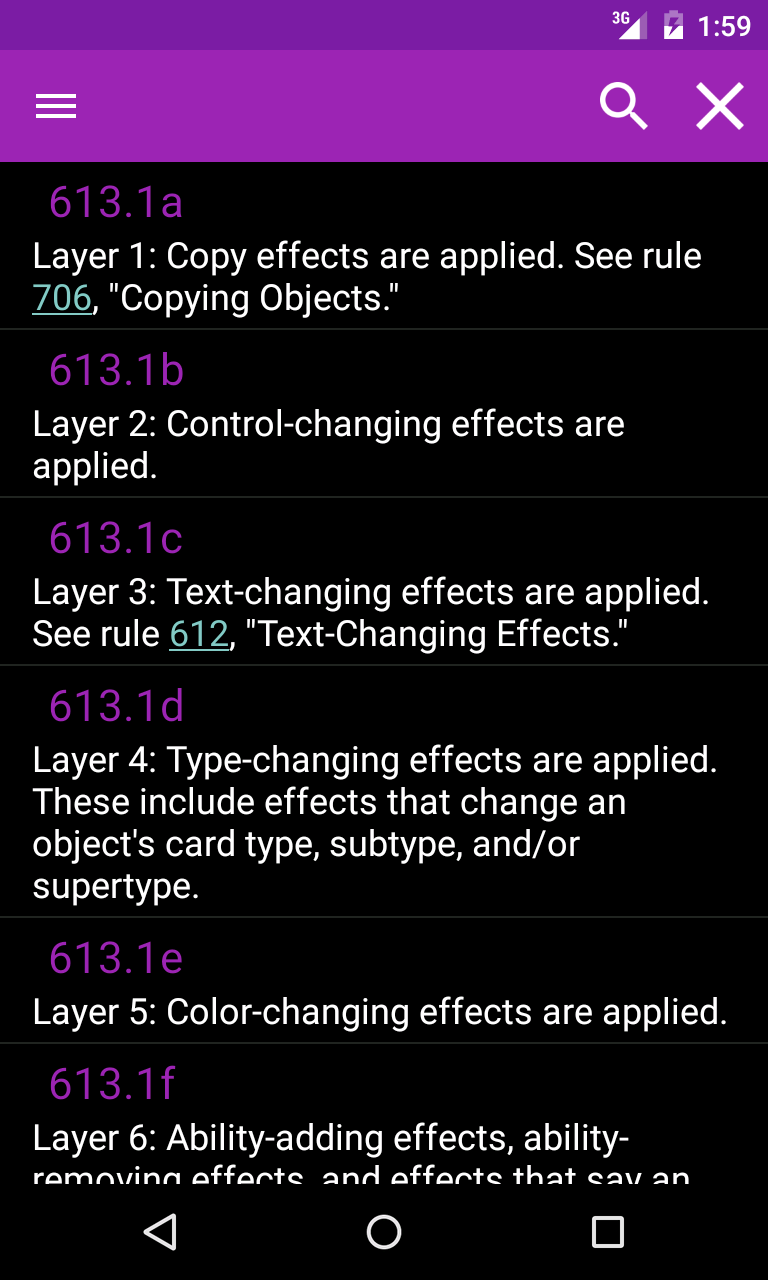 3G
1:59
613.1a
Layer 1: Copy effects are applied. See rule
706, "Copying Objects."
613.1b
Layer 2: Control-changing effects are
applied.
613.1c
Layer 3: Text-changing effects are applied.
See rule 612, "Text-Changing Effects."
613.1d
Layer 4: Type-changing effects are applied.
These include effects that change an
object's card type, subtype, and/or
supertype.
613.1e
Layer 5: Color-changing effects are applied.
613.1f
Layer 6: Ability-adding effects, ability-
removing effects, and effects that say an